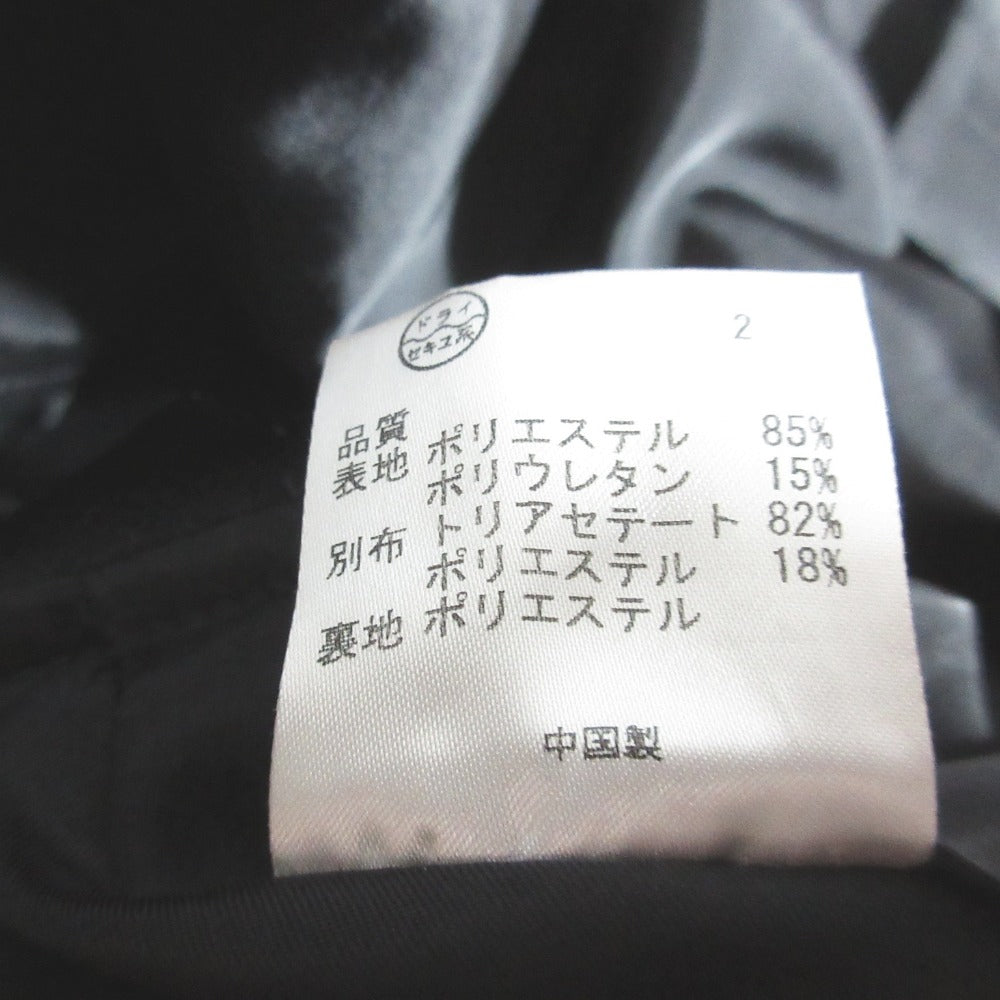 ドライ
セキユ系
2
品質
表地 ポリエステル 85%
ポリウレタン 15%
別布 トリアセテート 82%
ポリエステル 18%
裏地 ポリエステル
中国製